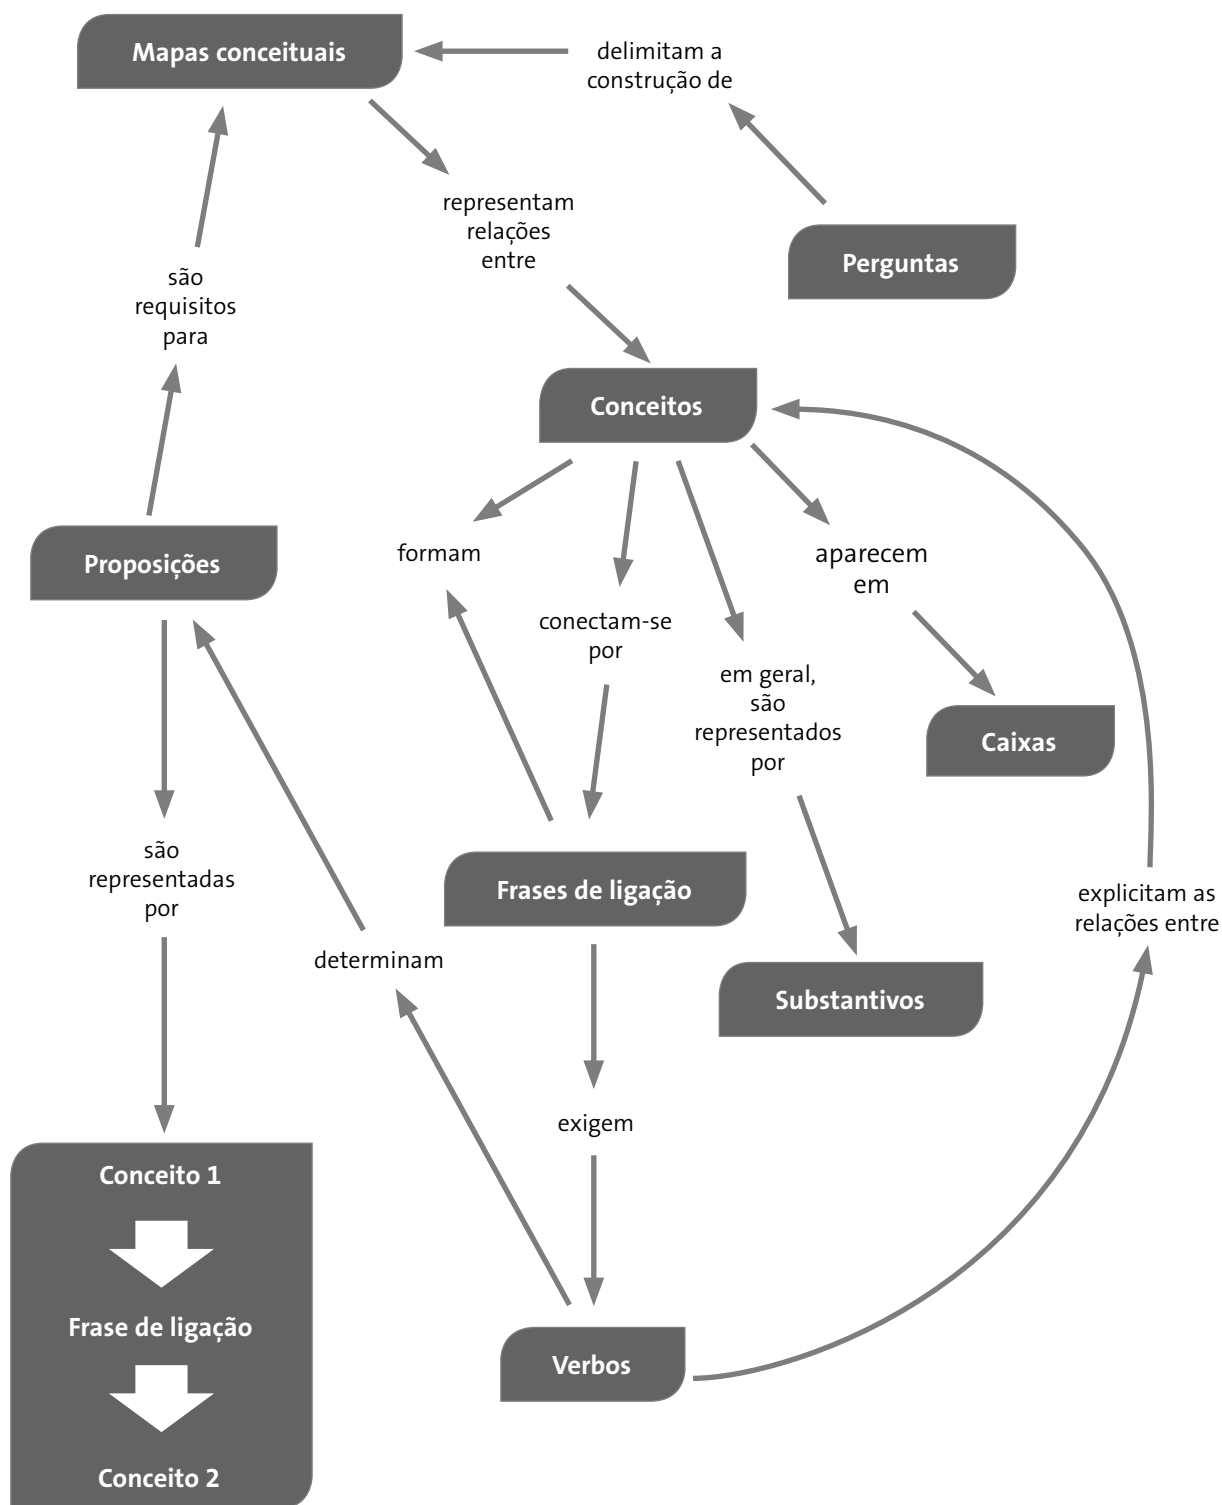 Mapas conceituais
delimitam a
construção de
representam
relações
entre
Perguntas
são
requisitos
para
Conceitos
Proposições
formam
aparecem
em
conectam-se
por
em geral,
são
representados
por
Caixas
são
representadas
por
Frases de ligação
explicitam as
relações entre
determinam
Substantivos
exigem
Conceito 1
Frase de ligação
Conceito 2
Verbos